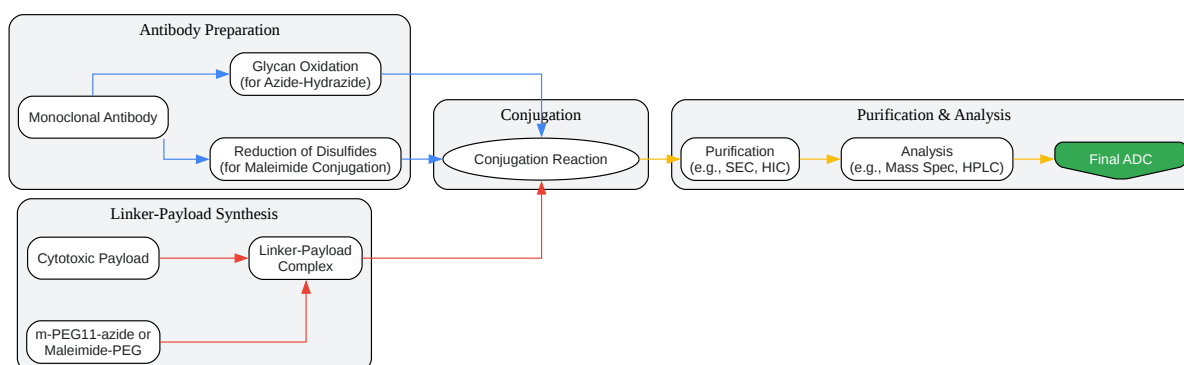 Antibody Preparation
Glycan Oxidation
(for Azide-Hydrazide)
Monoclonal Antibody
Reduction of Disulfides
(for Maleimide Conjugation)
Conjugation
Conjugation Reaction
Purification & Analysis
Purification
(e.g., SEC, HIC)
Analysis
(e.g., Mass Spec, HPLC)
Final ADC
Linker-Payload Synthesis
Cytotoxic Payload
Linker-Payload
Complex
m-PEG11-azide or
Maleimide-PEG